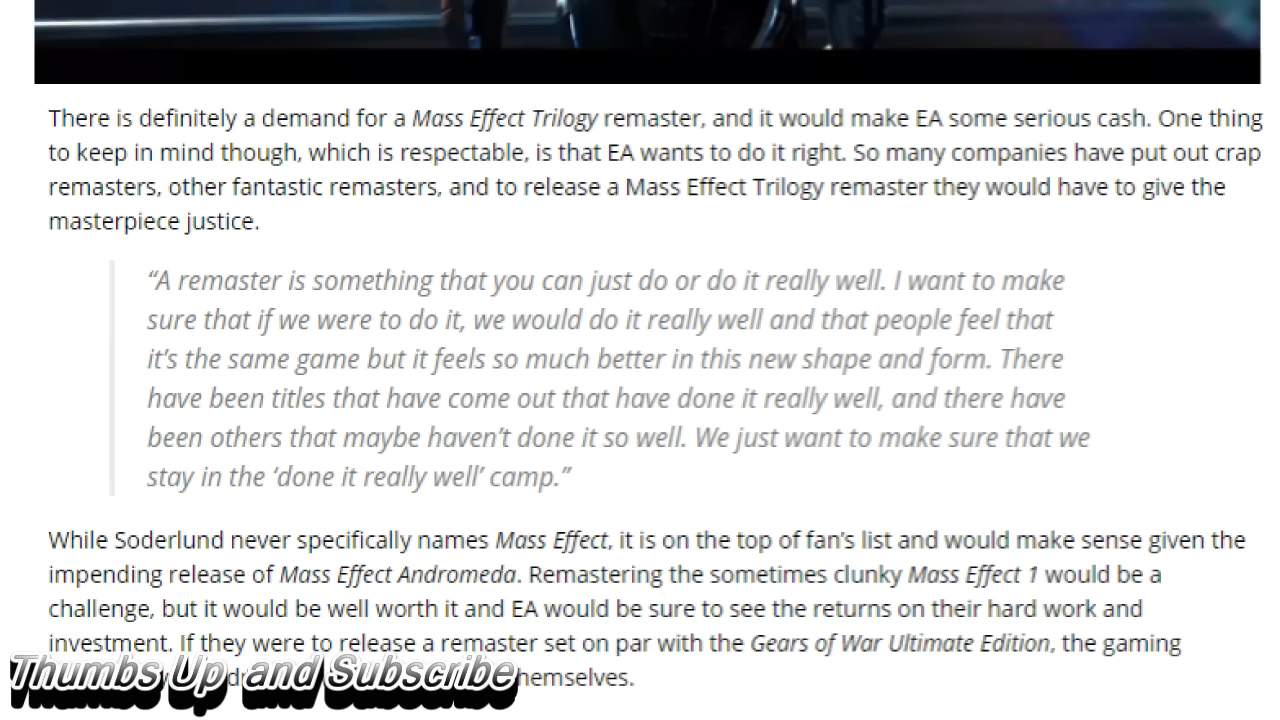 There is definitely a demand for a Mass Effect Trilogy remaster, and it would make EA some serious cash. One thing
to keep in mind though, which is respectable, is that EA wants to do it right. So many companies have put out crap
remasters, other fantastic remasters, and to release a Mass Effect Trilogy remaster they would have to give the
masterpiece justice.
“A remaster is something that you can just do or do it really well. I want to make
sure that if we were to do it, we would do it really well and that people feel that
it’s the same game but it feels so much better in this new shape and form. There
have been titles that have come out that have done it really well, and there have
been others that maybe haven’t done it so well. We just want to make sure that we
stay in the ‘done it really well’ camp.”
While Soderlund never specifically names Mass Effect, it is on the top of fan’s list and would make sense given the
impending release of Mass Effect Andromeda. Remastering the sometimes clunky Mass Effect 1 would be a
challenge, but it would be well worth it and EA would be sure to see the returns on their hard work and
investment. If they were to release a remaster set on par with the Gears of War Ultimate Edition, the gaming
Thumbs Up and Subscribe hemselves.